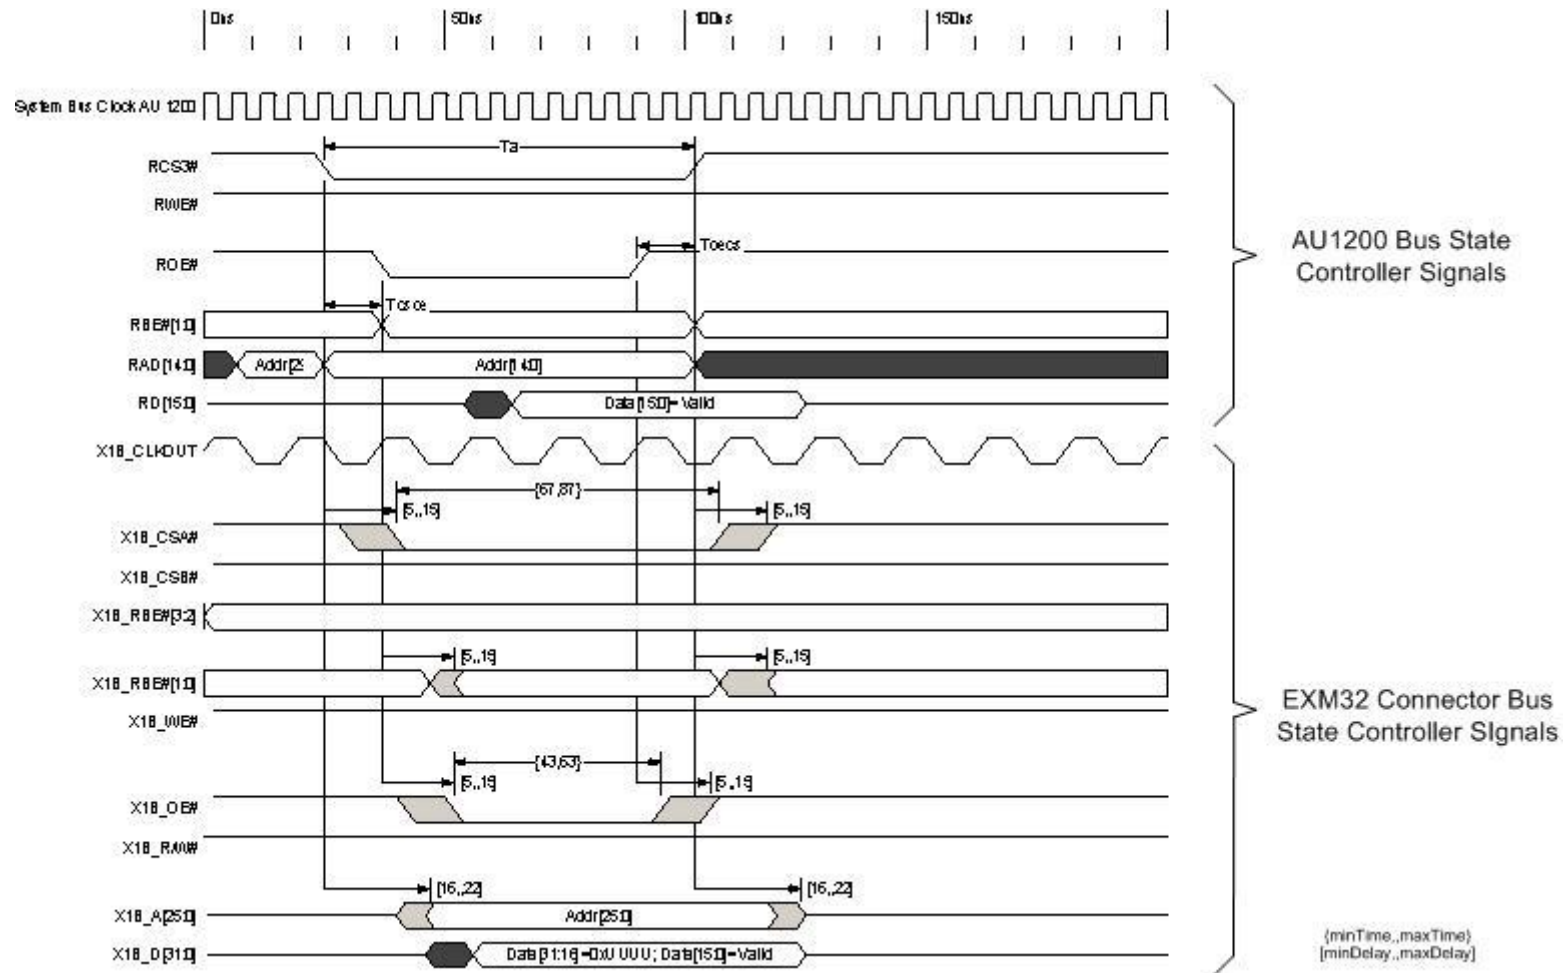 0ns 50ns 100ns 150ns
System Bus Clock AU 1200
Ta
RCS3#
RWE#
Toecs
ROE#
Tcsoe
RBE#[1:0]
RAD[14:0] Addr[29 Addr[14:0]
RD[15:0] Data[15:0]=Valid
AU1200 Bus State
Controller Signals
X18_CLKOUT
{67,87}
[5,,15] [5,,15]
X18_CSA#
X18_CSB#
X18_RBE#[3:2]
[5,,15] [5,,15]
X18_RBE#[1:0]
X18_WE#
{43,63}
[5,,15] [5,,15]
X18_OE#
X18_R/W#
[16,,22] [16,,22]
X18_A[25:0] Addr[25:0]
X18_D[31:0] Data[31:16]=0xUUUU; Data[15:0]=Valid
EXM32 Connector Bus
State Controller SIgnals
{minTime,,maxTime}
[minDelay,,maxDelay]